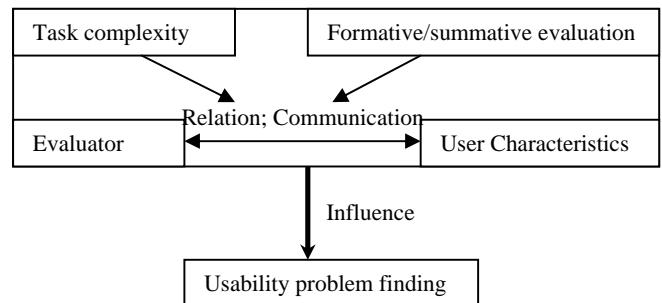 Task complexity
Formative/summative evaluation
Relation; Communication
Evaluator
User Characteristics
Influence
Usability problem finding